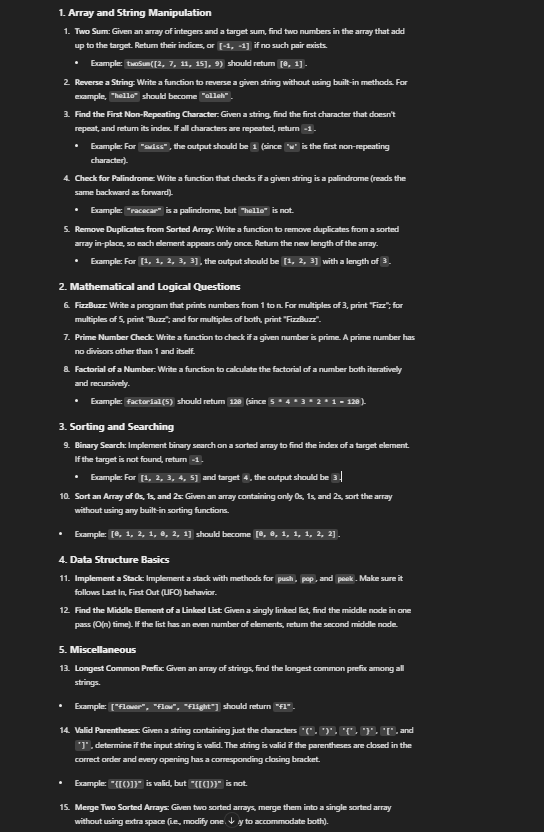 1. Array and String Manipulation
1. Two Sum: Given an array of integers and a target sum, find two numbers in the array that add
up to the target. Return their indices, or [-1, -1] if no such pair exists.
• Example: twoSum([2, 7, 11, 15], 9) should return [0, 1].
2. Reverse a String: Write a function to reverse a given string without using built-in methods. For
example, "hello" should become "olleh".
3. Find the First Non-Repeating Character: Given a string, find the first character that doesn't
repeat, and return its index. If all characters are repeated, return -1.
• Example: For "swiss", the output should be 1 (since 'w' is the first non-repeating
character).
4. Check for Palindrome: Write a function that checks if a given string is a palindrome (reads the
same backward as forward).
• Example: "racecar" is a palindrome, but "hello" is not.
5. Remove Duplicates from Sorted Array: Write a function to remove duplicates from a sorted
array in-place, so each element appears only once. Return the new length of the array.
• Example: For [1, 1, 2, 3, 3], the output should be [1, 2, 3] with a length of 3.
2. Mathematical and Logical Questions
6. FizzBuzz: Write a program that prints numbers from 1 to n. For multiples of 3, print "Fizz"; for
multiples of 5, print "Buzz"; and for multiples of both, print "FizzBuzz".
7. Prime Number Check: Write a function to check if a given number is prime. A prime number has
no divisors other than 1 and itself.
8. Factorial of a Number: Write a function to calculate the factorial of a number both iteratively
and recursively.
• Example: factorial(5) should return 120 (since 5 * 4 * 3 * 2 * 1 = 120).
3. Sorting and Searching
9. Binary Search: Implement binary search on a sorted array to find the index of a target element.
If the target is not found, return -1.
• Example: For [1, 2, 3, 4, 5] and target 4, the output should be 3.
10. Sort an Array of 0s, 1s, and 2s: Given an array containing only 0s, 1s, and 2s, sort the array
without using any built-in sorting functions.
• Example: [0, 1, 2, 1, 0, 2, 1] should become [0, 0, 1, 1, 1, 2, 2].
4. Data Structure Basics
11. Implement a Stack: Implement a stack with methods for push, pop, and peek. Make sure it
follows Last In, First Out (LIFO) behavior.
12. Find the Middle Element of a Linked List: Given a singly linked list, find the middle node in one
pass (O(n) time). If the list has an even number of elements, return the second middle node.
5. Miscellaneous
13. Longest Common Prefix: Given an array of strings, find the longest common prefix among all
strings.
• Example: ["flower", "flow", "flight"] should return "fl".
14. Valid Parentheses: Given a string containing just the characters '(', ')', '{', '}', '[', and
']', determine if the input string is valid. The string is valid if the parentheses are closed in the
correct order and every opening has a corresponding closing bracket.
• Example: "{[()]}" is valid, but "{[(])}" is not.
15. Merge Two Sorted Arrays: Given two sorted arrays, merge them into a single sorted array
without using extra space (i.e., modify one y to accommodate both).